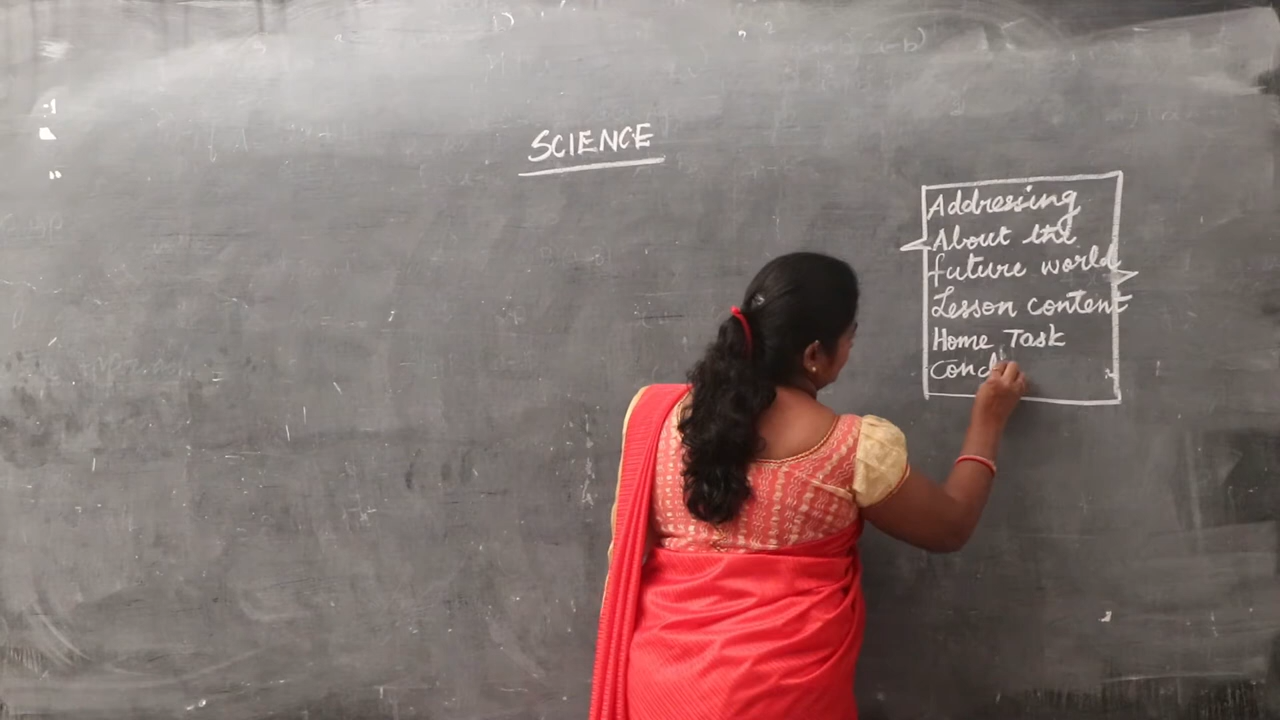 SCIENCE
Addressing
About the
future world
Lesson content
Home Task
Conc